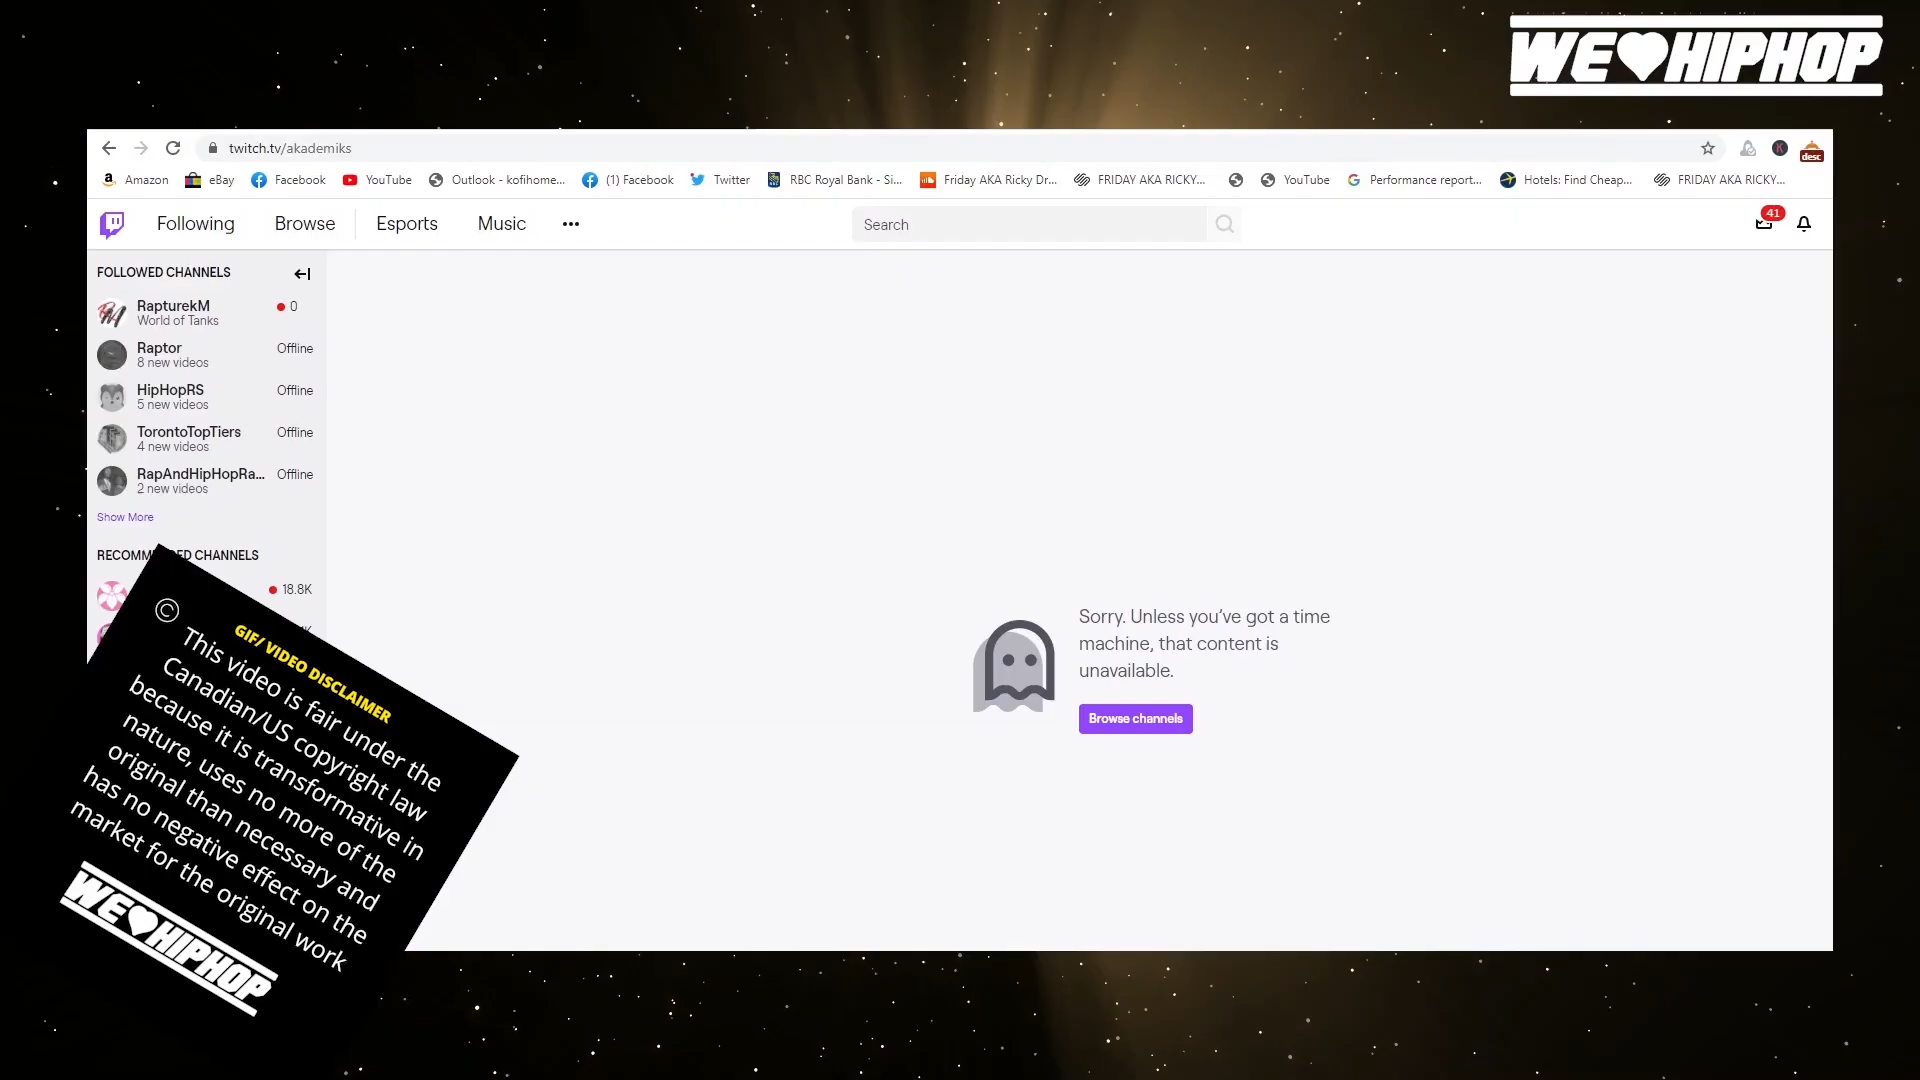 WE HIPHOP
twitch.tv/akademiks
desc
Amazon eBay Facebook YouTube Outlook - kofihome... (1) Facebook Twitter RBC Royal Bank - Si... Friday AKA Ricky Dr... FRIDAY AKA RICKY... YouTube Performance report... Hotels: Find Cheap... FRIDAY AKA RICKY...
Following Browse Esports Music ••• Search 41
FOLLOWED CHANNELS
RapturekM 0
World of Tanks
Raptor Offline
8 new videos
HipHopRS Offline
5 new videos
TorontoTopTiers Offline
4 new videos
RapAndHipHopRa... Offline
2 new videos
Show More
CHANNELS
18.8K
Sorry. Unless you've got a time
machine, that content is
unavailable.
Browse channels
©
GIF/ VIDEO DISCLAIMER
This video is fair under the
Canadian/US copyright law
because it is transformative in
nature, uses no more of the
original than necessary and
has no negative effect on the
market for the original work
WE HIPHOP